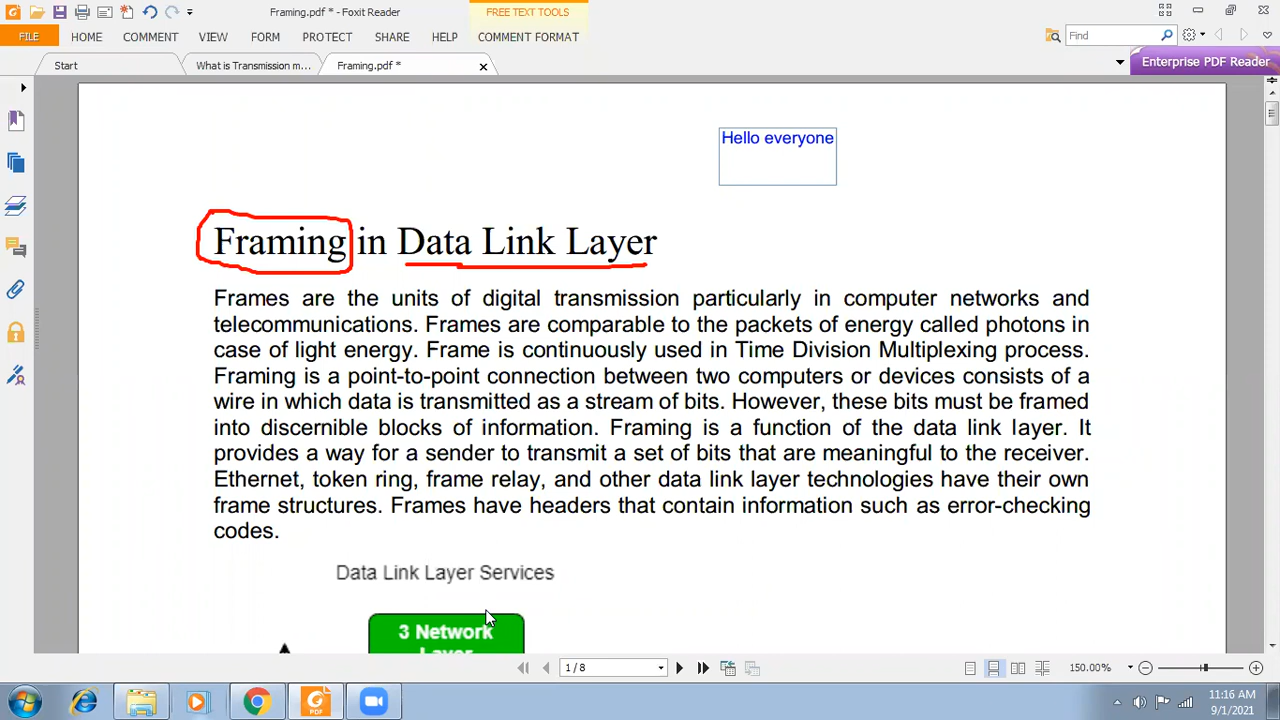 Framing.pdf * - Foxit Reader
FREE TEXT TOOLS
FILE HOME COMMENT VIEW FORM PROTECT SHARE HELP COMMENT FORMAT
Find
Start What is Transmission m... Framing.pdf *
Enterprise PDF Reader
Hello everyone
Framing in Data Link Layer
Frames are the units of digital transmission particularly in computer networks and
telecommunications. Frames are comparable to the packets of energy called photons in
case of light energy. Frame is continuously used in Time Division Multiplexing process.
Framing is a point-to-point connection between two computers or devices consists of a
wire in which data is transmitted as a stream of bits. However, these bits must be framed
into discernible blocks of information. Framing is a function of the data link layer. It
provides a way for a sender to transmit a set of bits that are meaningful to the receiver.
Ethernet, token ring, frame relay, and other data link layer technologies have their own
frame structures. Frames have headers that contain information such as error-checking
codes.
Data Link Layer Services
3 Network
Layer
1 / 8
150.00%
PDF
11:16 AM
9/1/2021